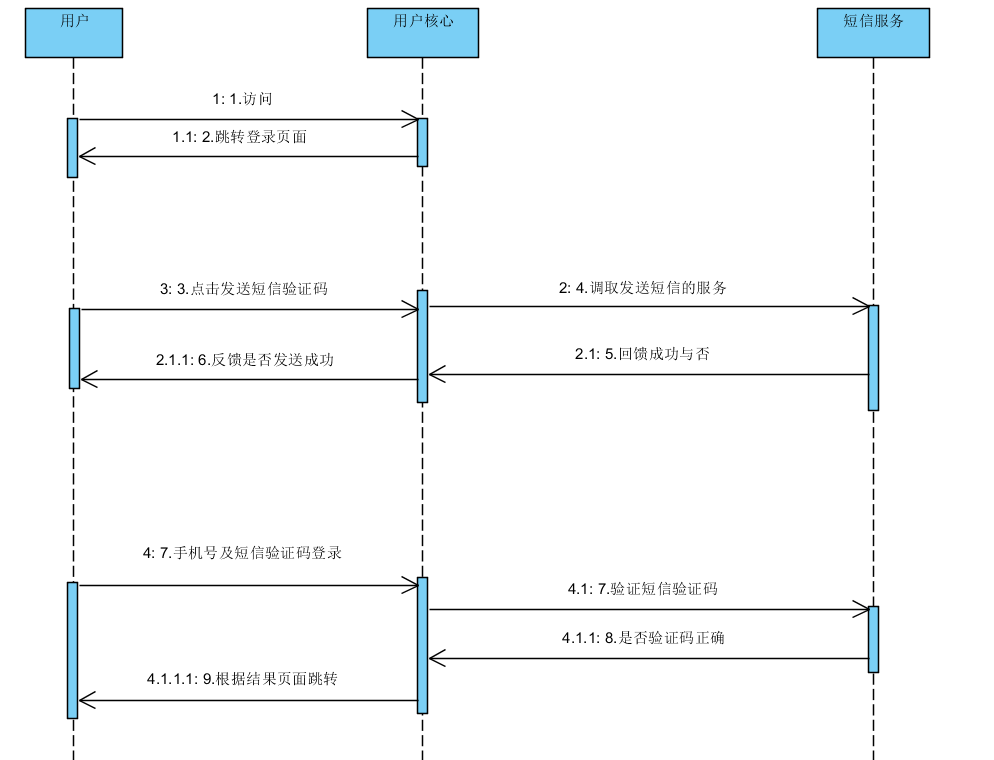 用户
用户核心
短信服务
1: 1.访问
1.1: 2.跳转登录页面
3: 3.点击发送短信验证码
2: 4.调取发送短信的服务
2.1: 5.回馈成功与否
2.1.1: 6.反馈是否发送成功
4: 7.手机号及短信验证码登录
4.1: 7.验证短信验证码
4.1.1: 8.是否验证码正确
4.1.1.1: 9.根据结果页面跳转